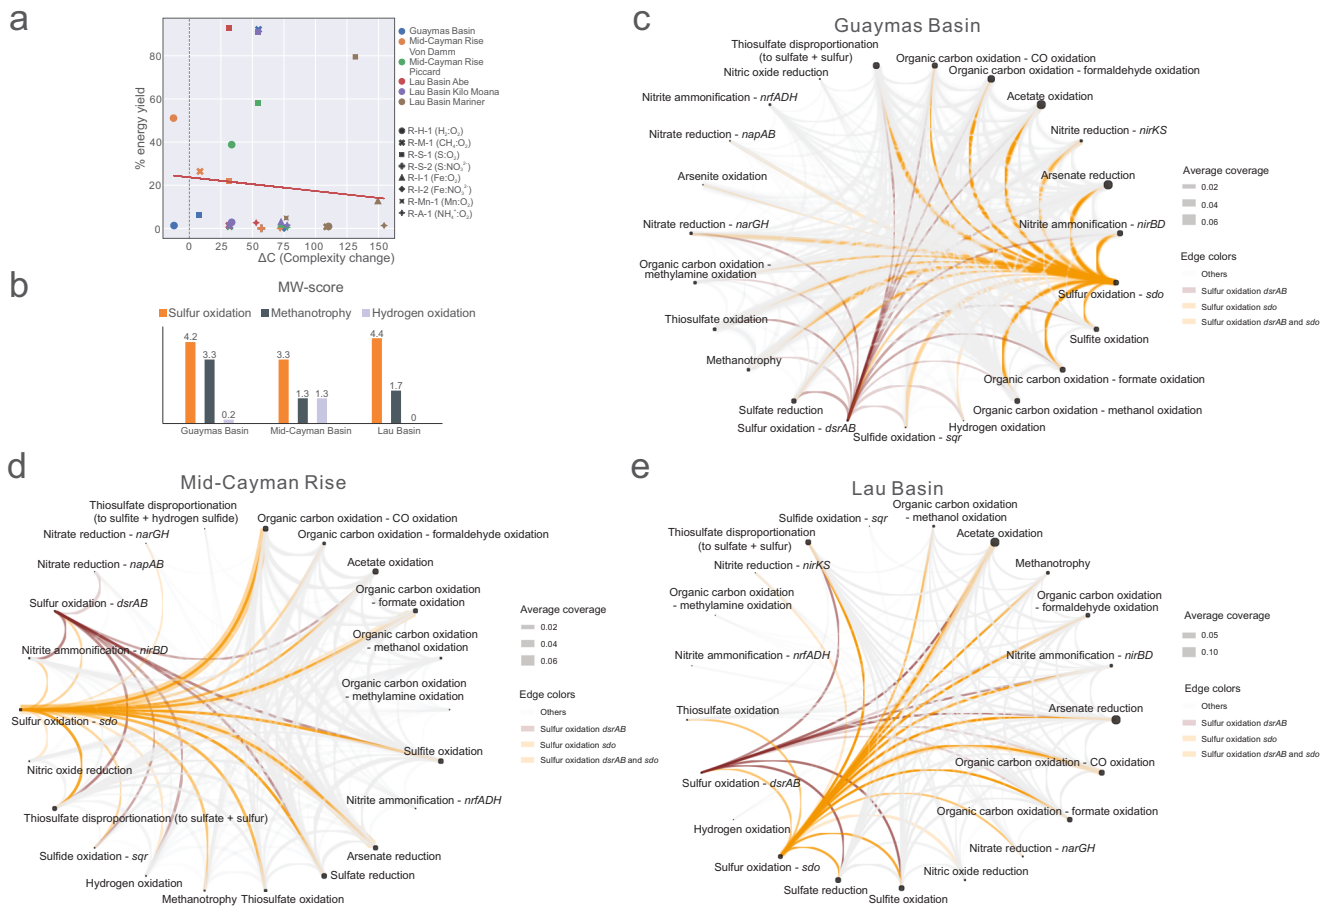 a
% energy yield
80
60
40
20
0
0
25
50
75
100
125
150
ΔC (Complexity change)
Guaymas Basin
Mid-Cayman Rise
Von Damm
Mid-Cayman Rise
Piccard
Lau Basin Abe
Lau Basin Kilo Moana
Lau Basin Mariner
R-H-1 (H₂:O₂)
R-M-1 (CH₄:O₂)
R-S-1 (S:O₂)
R-S-2 (S:NO₃²⁻)
R-I-1 (Fe:O₂)
R-I-2 (Fe:NO₃²⁻)
R-Mn-1 (Mn:O₂)
R-A-1 (NH₄⁺:O₂)
b
MW-score
Sulfur oxidation
Methanotrophy
Hydrogen oxidation
4.2
3.3
0.2
3.3
1.3
1.3
4.4
1.7
0
Guaymas Basin
Mid-Cayman Basin
Lau Basin
c
Guaymas Basin
Thiosulfate disproportionation
(to sulfate + sulfur)
Organic carbon oxidation - CO oxidation
Nitric oxide reduction
Organic carbon oxidation - formaldehyde oxidation
Nitrite ammonification - nrfADH
Acetate oxidation
Nitrate reduction - napAB
Nitrite reduction - nirKS
Arsenite oxidation
Arsenate reduction
Nitrate reduction - narGH
Nitrite ammonification - nirBD
Organic carbon oxidation -
methylamine oxidation
Sulfur oxidation - sdo
Thiosulfate oxidation
Sulfite oxidation
Methanotrophy
Organic carbon oxidation - formate oxidation
Sulfate reduction
Organic carbon oxidation - methanol oxidation
Sulfur oxidation - dsrAB
Hydrogen oxidation
Sulfide oxidation - sqr
Average coverage
0.02
0.04
0.06
Edge colors
Others
Sulfur oxidation dsrAB
Sulfur oxidation sdo
Sulfur oxidation dsrAB and sdo
d
Mid-Cayman Rise
Thiosulfate disproportionation
(to sulfite + hydrogen sulfide)
Organic carbon oxidation - CO oxidation
Nitrate reduction - narGH
Organic carbon oxidation - formaldehyde oxidation
Nitrate reduction - napAB
Acetate oxidation
Sulfur oxidation - dsrAB
Organic carbon oxidation
- formate oxidation
Nitrite ammonification - nirBD
Organic carbon oxidation
- methanol oxidation
Organic carbon oxidation
- methylamine oxidation
Sulfur oxidation - sdo
Sulfite oxidation
Nitric oxide reduction
Nitrite ammonification - nrfADH
Thiosulfate disproportionation (to sulfate + sulfur)
Sulfide oxidation - sqr
Arsenate reduction
Hydrogen oxidation
Sulfate reduction
Methanotrophy
Thiosulfate oxidation
Average coverage
0.02
0.04
0.06
Edge colors
Others
Sulfur oxidation dsrAB
Sulfur oxidation sdo
Sulfur oxidation dsrAB and sdo
e
Lau Basin
Sulfide oxidation - sqr
Organic carbon oxidation
- methanol oxidation
Thiosulfate disproportionation
(to sulfate + sulfur)
Acetate oxidation
Nitrite reduction - nirKS
Methanotrophy
Organic carbon oxidation
- methylamine oxidation
Organic carbon oxidation
- formaldehyde oxidation
Nitrite ammonification - nrfADH
Nitrite ammonification - nirBD
Thiosulfate oxidation
Arsenate reduction
Sulfur oxidation - dsrAB
Organic carbon oxidation - CO oxidation
Hydrogen oxidation
Organic carbon oxidation - formate oxidation
Sulfur oxidation - sdo
Nitrate reduction - narGH
Sulfate reduction
Nitric oxide reduction
Sulfite oxidation
Average coverage
0.05
0.10
Edge colors
Others
Sulfur oxidation dsrAB
Sulfur oxidation sdo
Sulfur oxidation dsrAB and sdo